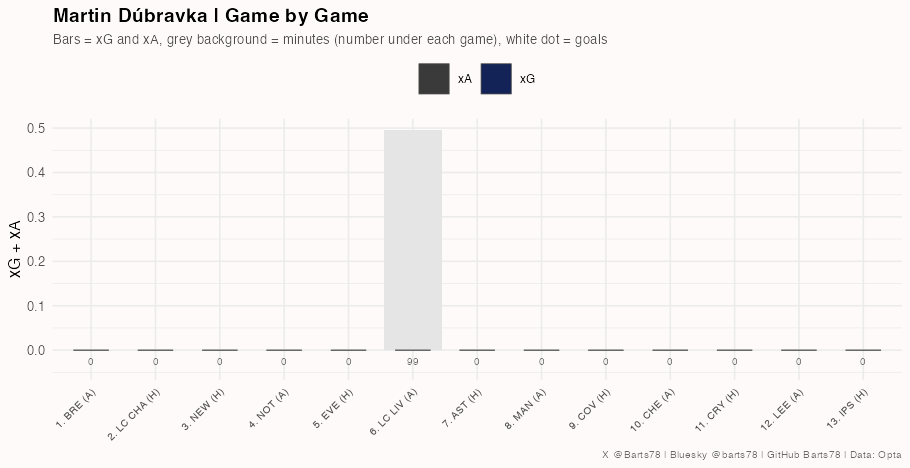 Martin Dúbravka | Game by Game
Bars = xG and xA, grey background = minutes (number under each game), white dot = goals
xA xG
xG + xA
0.5
0.4
0.3
0.2
0.1
0.0
0 0 0 0 0 99 0 0 0 0 0 0 0
1. BRE (A)
2. LC CHA (H)
3. NEW (H)
4. NOT (A)
5. EVE (H)
6. LC LIV (A)
7. AST (H)
8. MAN (A)
9. COV (H)
10. CHE (A)
11. CRY (H)
12. LEE (A)
13. IPS (H)
X @Barts78 | Bluesky @barts78 | GitHub Barts78 | Data: Opta